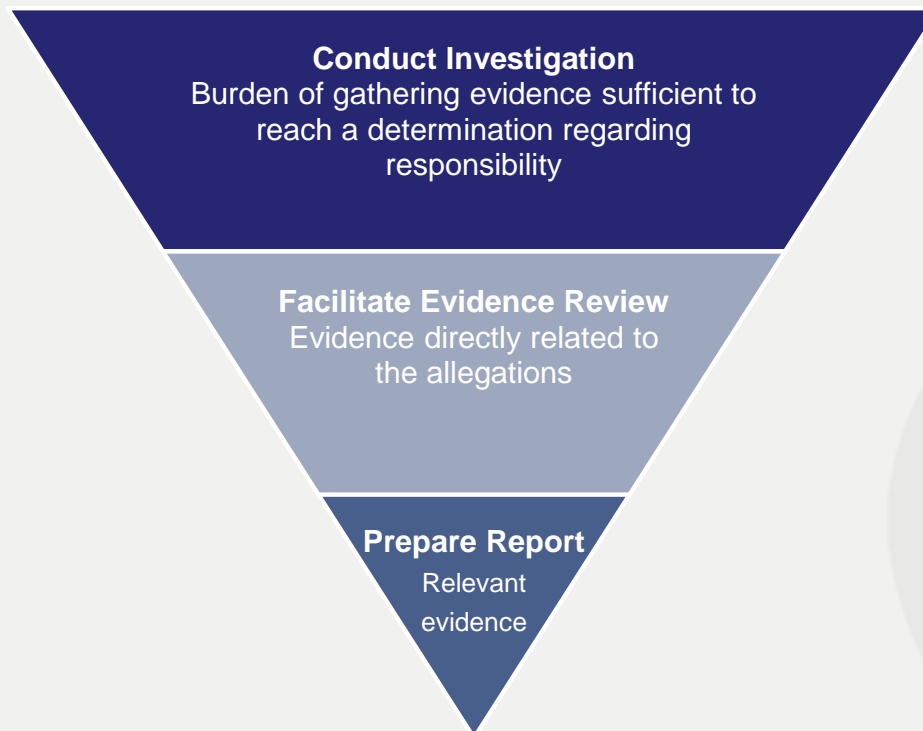 Conduct Investigation
Burden of gathering evidence sufficient to
reach a determination regarding
responsibility
Facilitate Evidence Review
Evidence directly related to
the allegations
Prepare Report
Relevant
evidence